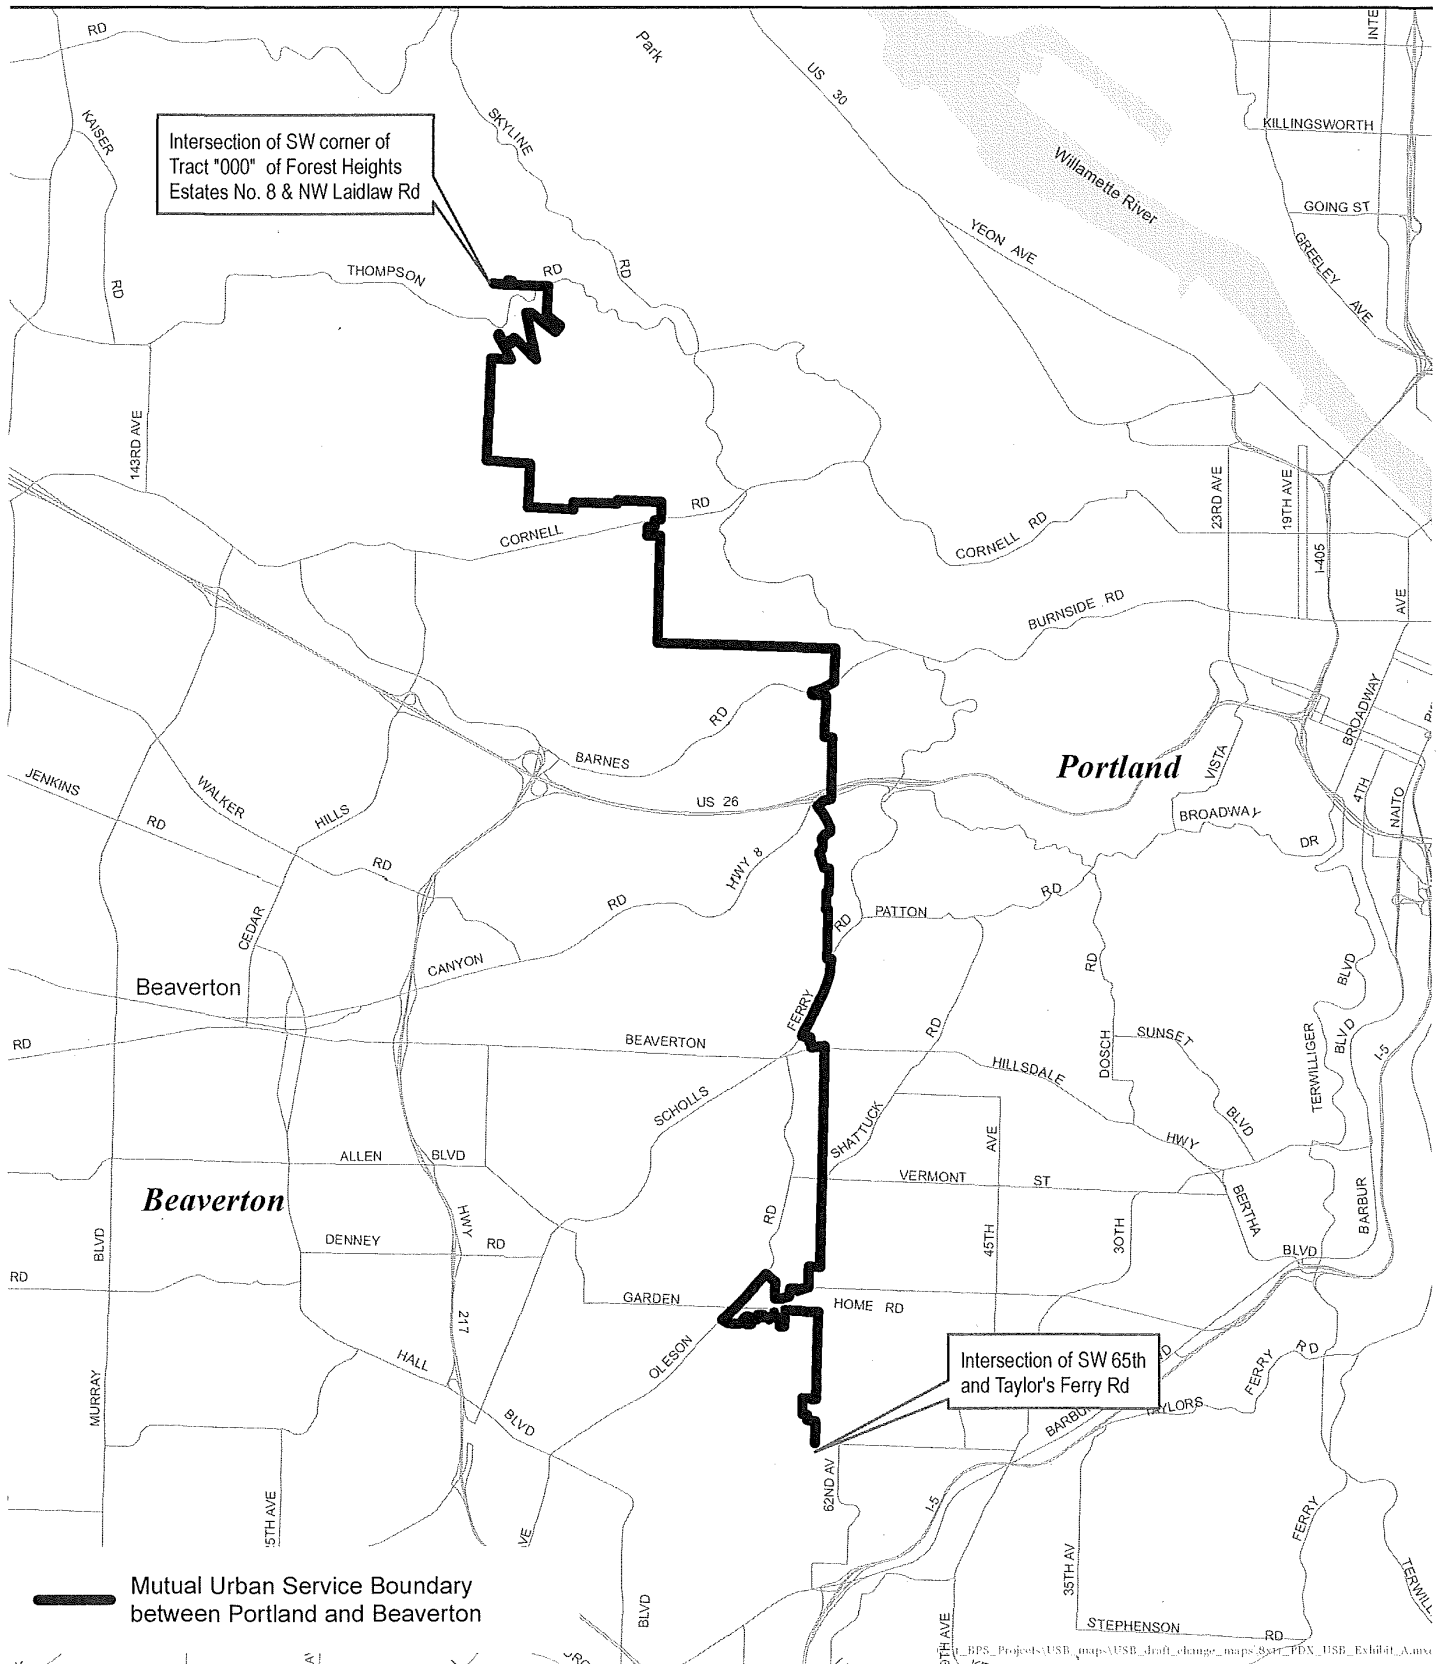 RD
Park
US 30
INTE
KAISER
SKYLINE
KILLINGSWORTH
Intersection of SW corner of
Tract "000" of Forest Heights
Estates No. 8 & NW Laidlaw Rd
Willamette River
GOING ST
YEON AVE
GREELEY AVE
THOMPSON
RD
RD
RD
143RD AVE
23RD AVE
19TH AVE
I-405
CORNELL
RD
CORNELL RD
BURNSIDE RD
AVE
BROADWAY
RD
BARNES
Portland
VISTA
4TH
NAITO
JENKINS
RD
WALKER
RD
HILLS
CEDAR
US 26
BROADWAY
DR
HWY 8
RD
PATTON
RD
RD
CANYON
Beaverton
BLVD
RD
FERRY
RD
RD
BEAVERTON
HILLSDALE
DOSCH
SUNSET
BLVD
TERWILLIGER
BLVD
I-5
SCHOLLS
SHATTUCK
HWY
ALLEN
BLVD
AVE
VERMONT
ST
Beaverton
HWY
RD
BERTHA
BARBUR
BLVD
DENNEY
RD
45TH
30TH
BLVD
RD
GARDEN
HOME RD
217
OLESON
HALL
Intersection of SW 65th
and Taylor's Ferry Rd
FERRY
RD
MURRAY
BLVD
62ND AV
I-5
FERRY
35TH AV
TERWILL
Mutual Urban Service Boundary
between Portland and Beaverton
BLVD
STEPHENSON
RD